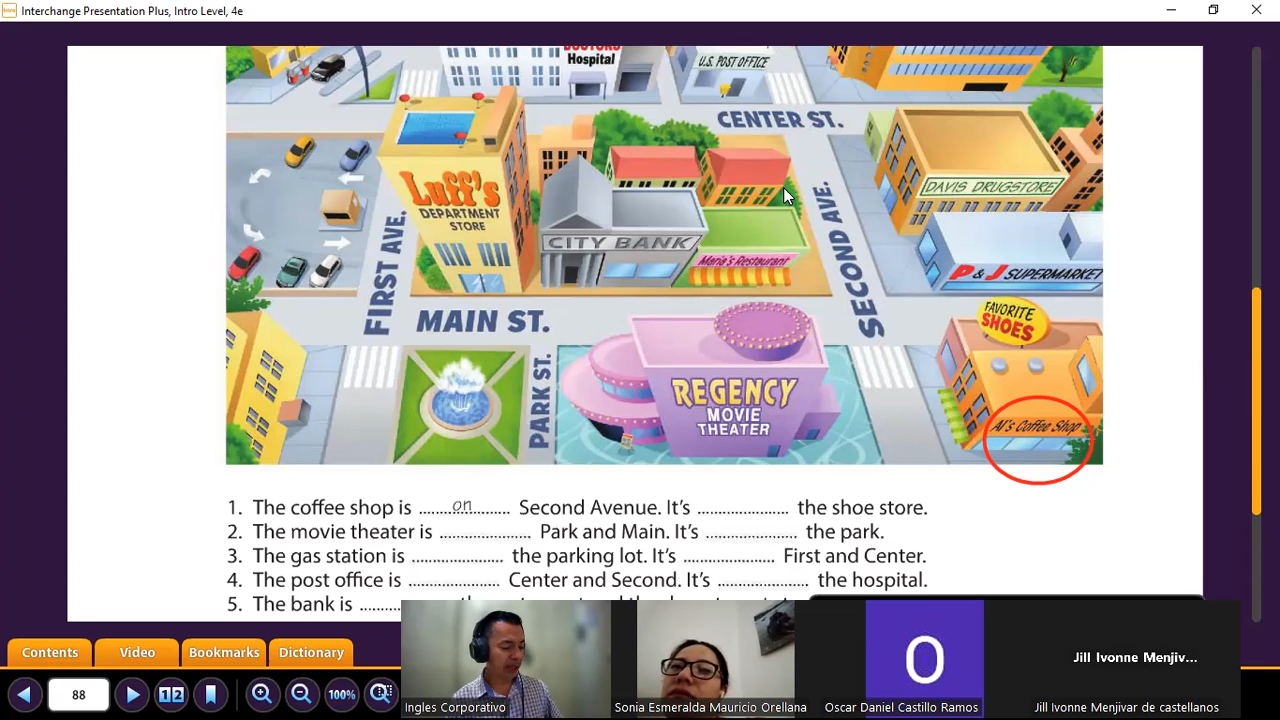 Interchange Presentation Plus, Intro Level, 4e
Hospital
U.S. POST OFFICE
CENTER ST.
Luff's
DEPARTMENT
STORE
CITY BANK
Maria's Restaurant
DAVIS DRUGSTORE
P & J SUPERMARKET
FIRST AVE.
SECOND AVE.
MAIN ST.
PARK ST.
FAVORITE
SHOES
REGENCY
MOVIE
THEATER
Al's Coffee Shop
1. The coffee shop is ......on...... Second Avenue. It's ...................... the shoe store.
2. The movie theater is ...................... Park and Main. It's ...................... the park.
3. The gas station is ...................... the parking lot. It's ...................... First and Center.
4. The post office is ...................... Center and Second. It's ...................... the hospital.
5. The bank is ..........
Contents
Video
Bookmarks
Dictionary
88
12
100%
Ingles Corporativo
Sonia Esmeralda Mauricio Orellana
O
Oscar Daniel Castillo Ramos
Jill Ivonne Menjiv...
Jill Ivonne Menjivar de castellanos